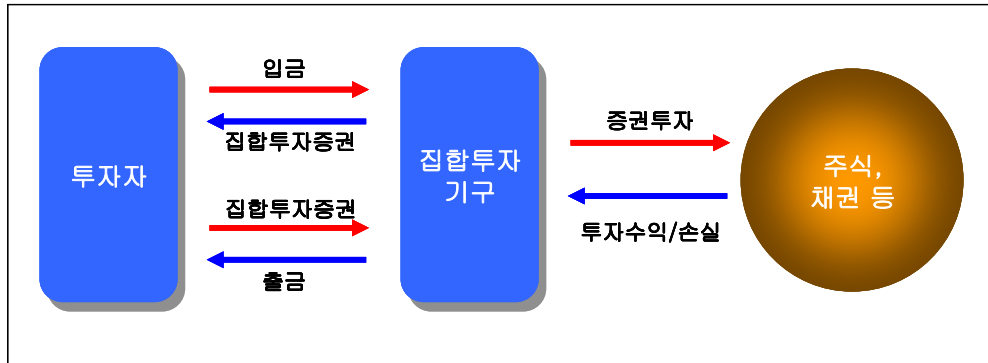 입금
집합투자증권
투자자
집합투자증권
출금
집합투자
기구
증권투자
투자수익/손실
주식,
채권 등